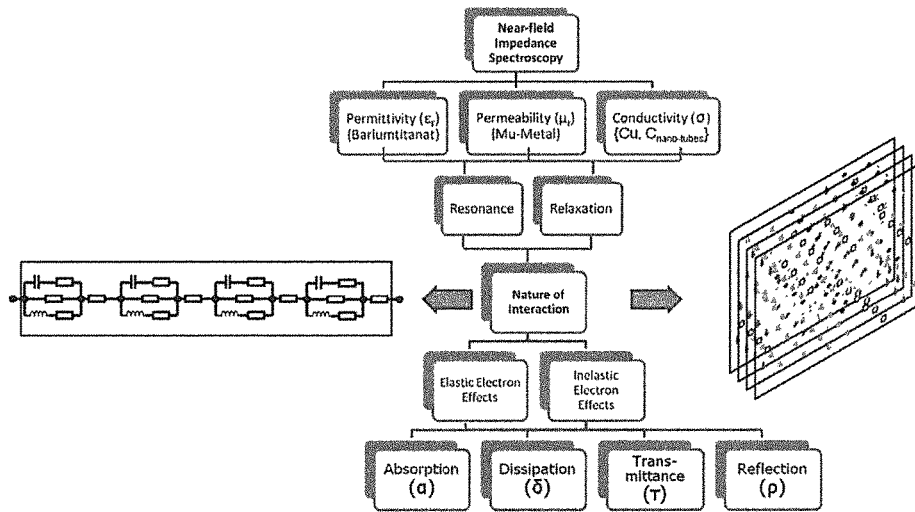 Near-field
Impedance
Spectroscopy
Permittivity (εr)
(Bariumtitanat)
Permeability (μr)
(Mu-Metal)
Conductivity (σ)
{Cu, Cnano-tubes}
Resonance
Relaxation
Nature of
Interaction
Elastic Electron
Effects
Inelastic
Electron
Effects
Absorption
(α)
Dissipation
(δ)
Trans-
mittance
(τ)
Reflection
(ρ)